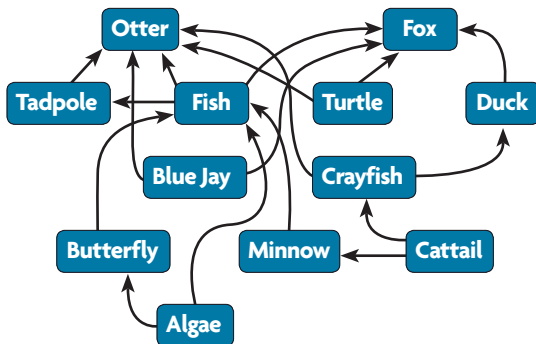 Otter
Fox
Tadpole
Fish
Turtle
Duck
Blue Jay
Crayfish
Butterfly
Minnow
Cattail
Algae